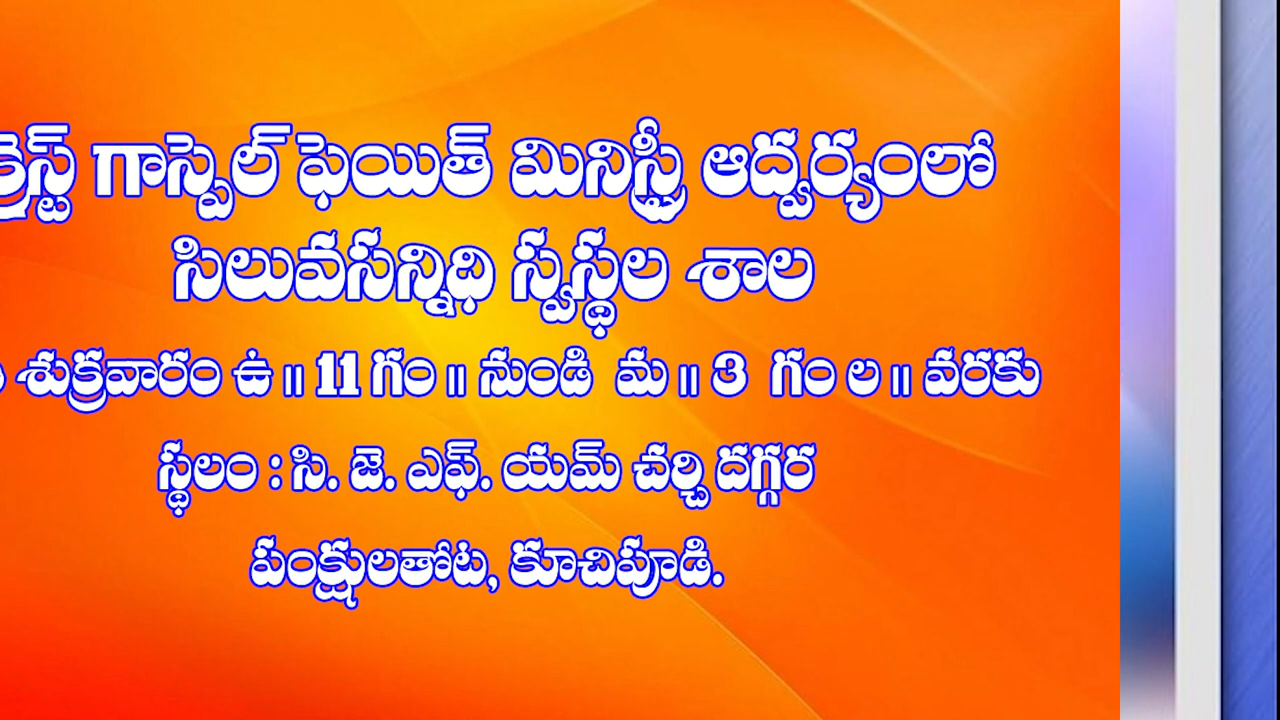 గాస్పెల్ ఫెయిత్ మినిస్ట్రీ ఆద్వర్యంలో
సిలువసన్నిధి స్వస్థల శాల
శుక్రవారం ఉ॥ 11 గం॥ నుండి మ॥ 3 గం ల॥ వరకు
స్థలం : సి. జె. ఎఫ్. యమ్ చర్చి దగ్గర
పంక్షులతోట, కూచిపూడి.